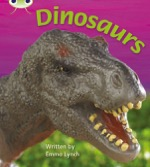 Dinosaurs
Written by
Emma Lynch